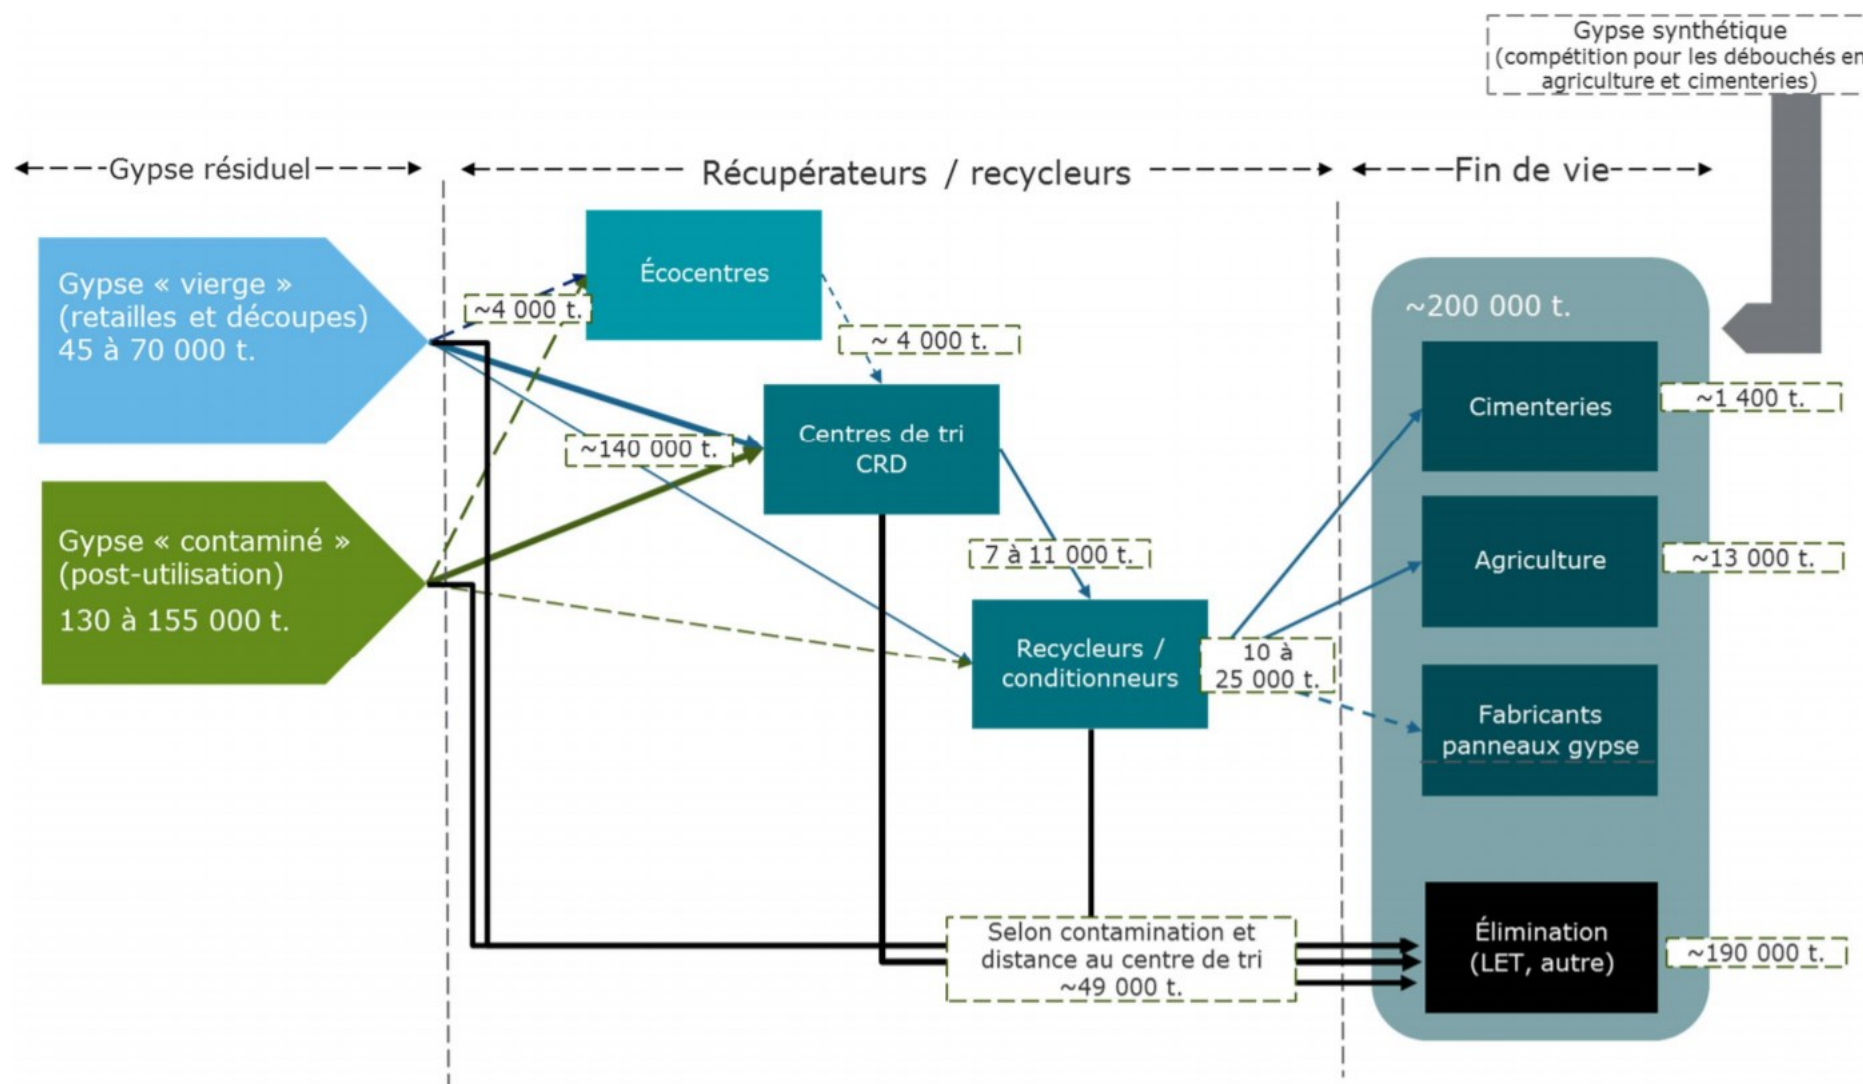 Gypse synthétique
(compétition pour les débouchés en
agriculture et cimenteries)
Gypse résiduel
Récupérateurs / recycleurs
Fin de vie
Gypse « vierge »
(retailles et découpes)
45 à 70 000 t.
~4 000 t.
Écocentres
~ 4 000 t.
~200 000 t.
Cimenteries
~1 400 t.
Centres de tri
CRD
~140 000 t.
Gypse « contaminé »
(post-utilisation)
130 à 155 000 t.
7 à 11 000 t.
Agriculture
~13 000 t.
Recycleurs /
conditionneurs
10 à
25 000 t.
Fabricants
panneaux gypse
Selon contamination et
distance au centre de tri
~49 000 t.
Élimination
(LET, autre)
~190 000 t.